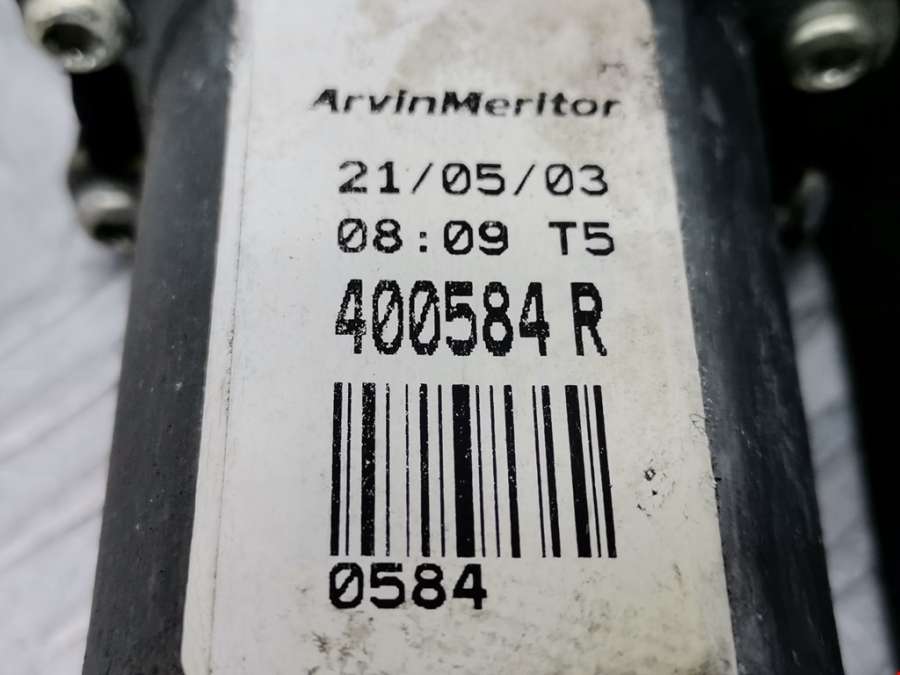 ArvinMeritor
21/05/03
08:09 T5
400584 R
0584